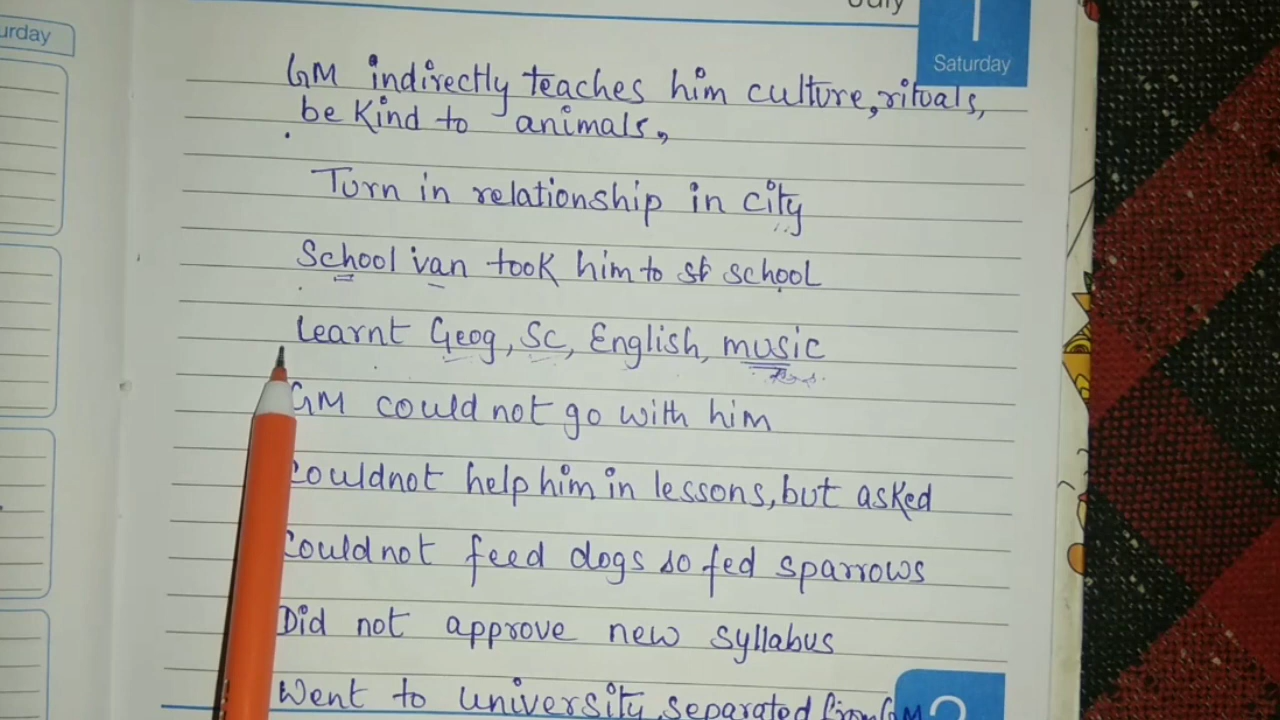 July
1
urday
Saturday
GM indirectly teaches him culture, rituals,
be kind to animals,
Turn in relationship in city
School van took him to st school
Learnt Geog, Sc, English, music
GM could not go with him
Couldnot help him in lessons, but asked
Couldnot feed dogs so fed sparrows
Did not approve new syllabus
Went to university separated from GM
2